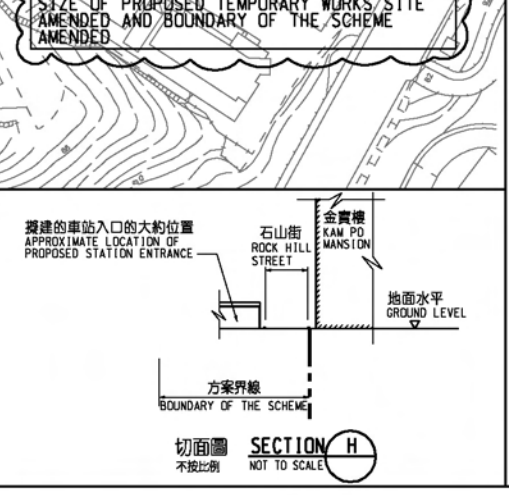 SIZE OF PROPOSED TEMPORARY WORKS SITE
AMENDED AND BOUNDARY OF THE SCHEME
AMENDED
擬建的車站入口的大約位置
APPROXIMATE LOCATION OF
PROPOSED STATION ENTRANCE
石山街
ROCK HILL
STREET
金寶樓
KAM PO
MANSION
地面水平
GROUND LEVEL
方案界線
BOUNDARY OF THE SCHEME
切面圖
不按比例
SECTION H
NOT TO SCALE